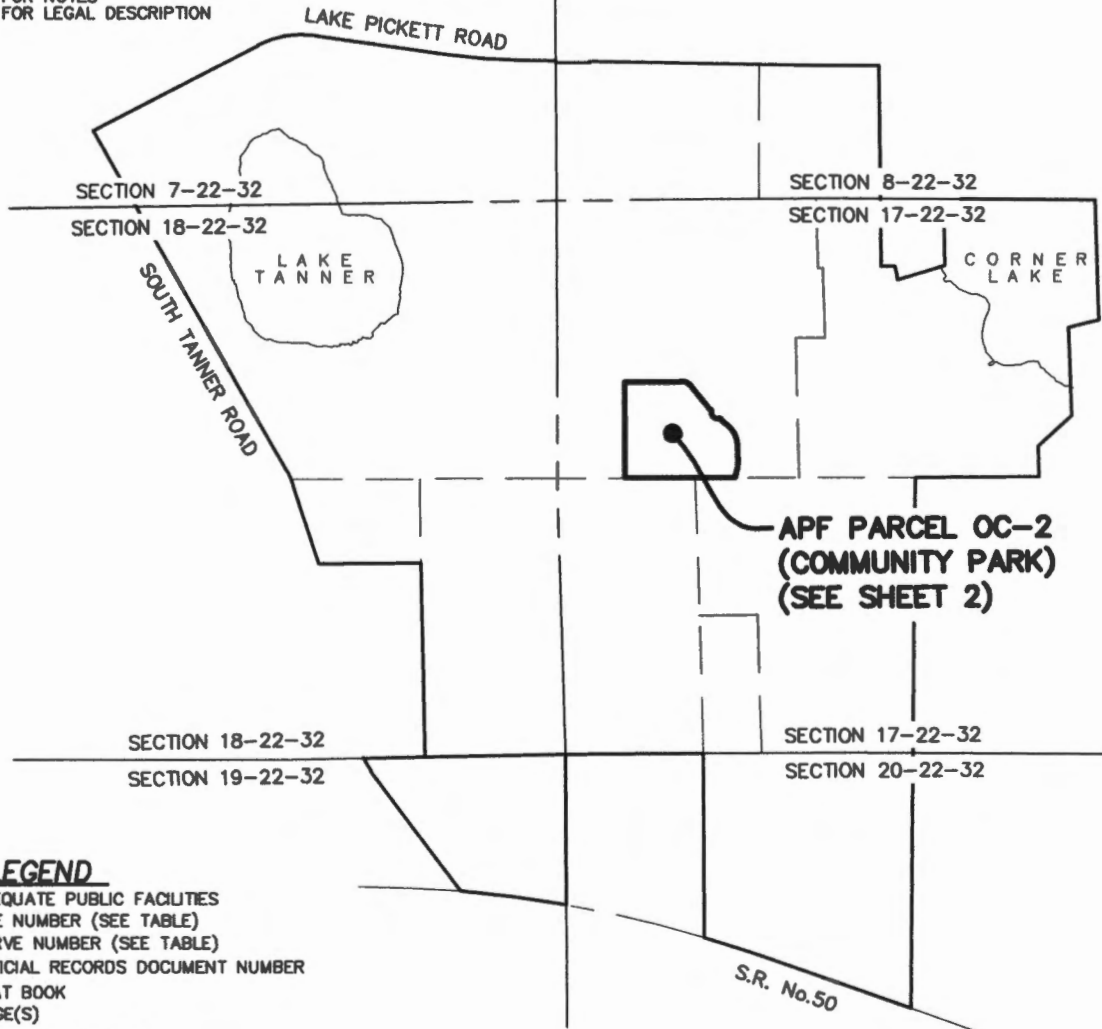 FOR LEGAL DESCRIPTION
LAKE PICKETT ROAD
SECTION 7-22-32
SECTION 18-22-32
SECTION 8-22-32
SECTION 17-22-32
LAKE
TANNER
CORNER
LAKE
SOUTH TANNER ROAD
APF PARCEL OC-2
(COMMUNITY PARK)
(SEE SHEET 2)
SECTION 18-22-32
SECTION 19-22-32
SECTION 17-22-32
SECTION 20-22-32
EGEND
EQUATE PUBLIC FACILITIES
E NUMBER (SEE TABLE)
RVE NUMBER (SEE TABLE)
ICIAL RECORDS DOCUMENT NUMBER
AT BOOK
GE(S)
S.R. No.50